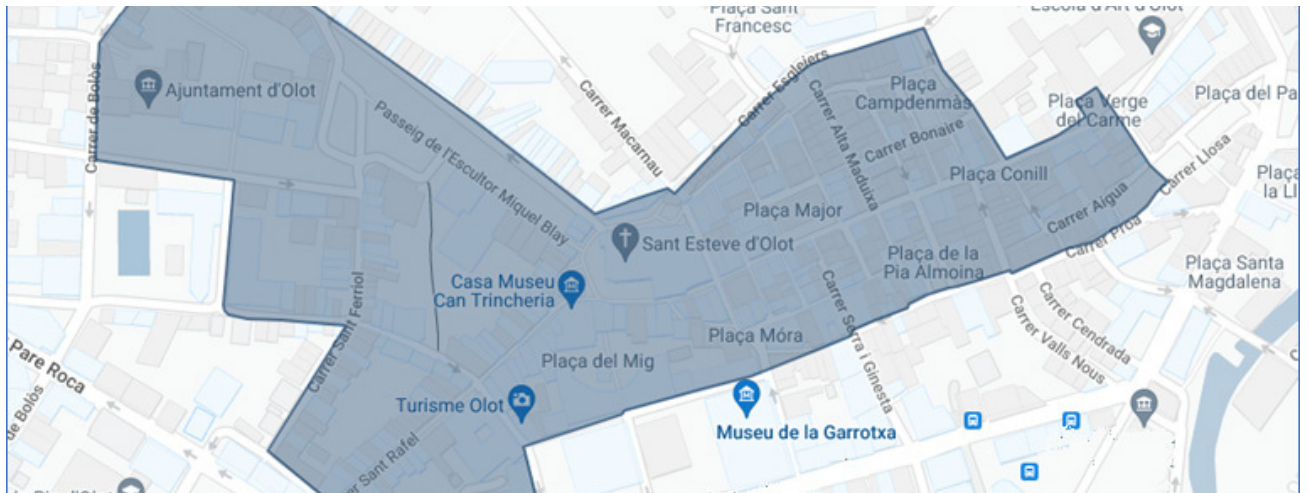 Plaça Sant
Francesc
Escola d'Art d'Olot
Ajuntament d'Olot
Carrer de Bolòs
Passeig de l'Escultor Miquel Blay
Carrer Macarnau
Carrer Esglelers
Plaça
Campdenmàs
Carrer Alta Maduixa
Carrer Bonaire
Plaça Verge
del Carme
Plaça del Pa
Carrer Llosa
Plaça
la Ll
Plaça Conill
Carrer Aigua
Plaça Major
Sant Esteve d'Olot
Plaça de la
Pia Almoina
Carrer Proa
Plaça Santa
Magdalena
Casa Museu
Can Trincheria
Carrer Sant Ferriol
Carrer Serra i Ginesta
Carrer Cendrada
Carrer Valls Nous
Plaça Móra
Plaça del Mig
Pare Roca
de Bolòs
Turisme Olot
Museu de la Garrotxa
Carrer Sant Rafel